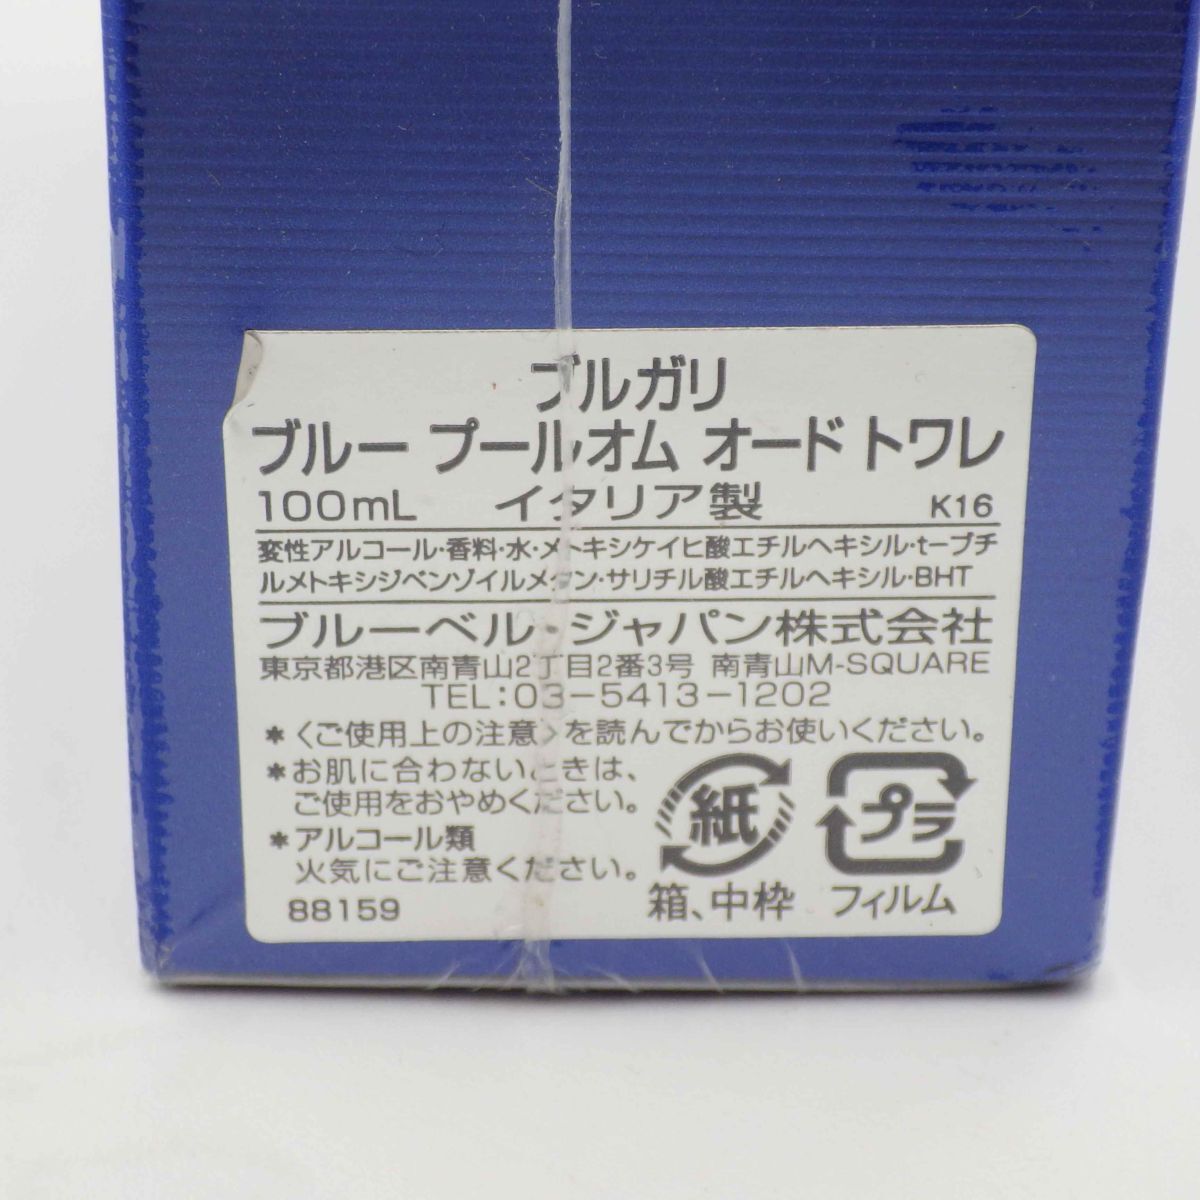 ブルガリ
ブルー プールオム オード トワレ
100mL イタリア製 K16
変性アルコール・香料・水・メトキシケイヒ酸エチルヘキシル・t-ブチ
ルメトキシジベンゾイルメタン・サリチル酸エチルヘキシル・BHT
ブルーベル・ジャパン株式会社
東京都港区南青山2丁目2番3号 南青山M-SQUARE
TEL:03-5413-1202
＊〈ご使用上の注意〉を読んでからお使いください。
＊お肌に合わないときは、
ご使用をおやめください。
＊アルコール類
火気にご注意ください。
88159
紙
箱、中枠
プラ
フィルム